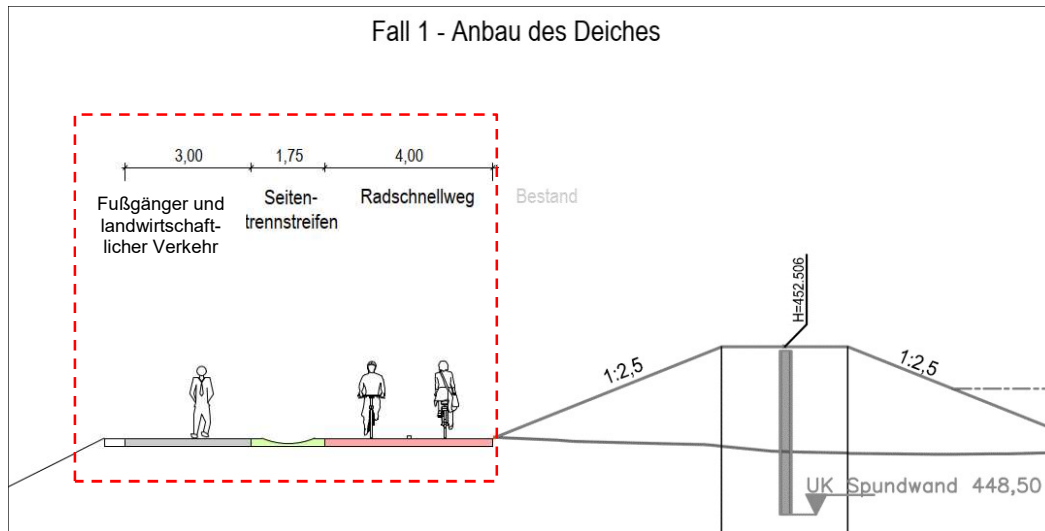 Fall 1 - Anbau des Deiches
3,00 1,75 4,00
Fußgänger und
landwirtschaft-
licher Verkehr
Seiten-
trennstreifen
Radschnellweg
Bestand
H=452.506
1:2,5
1:2,5
UK Spundwand 448,50